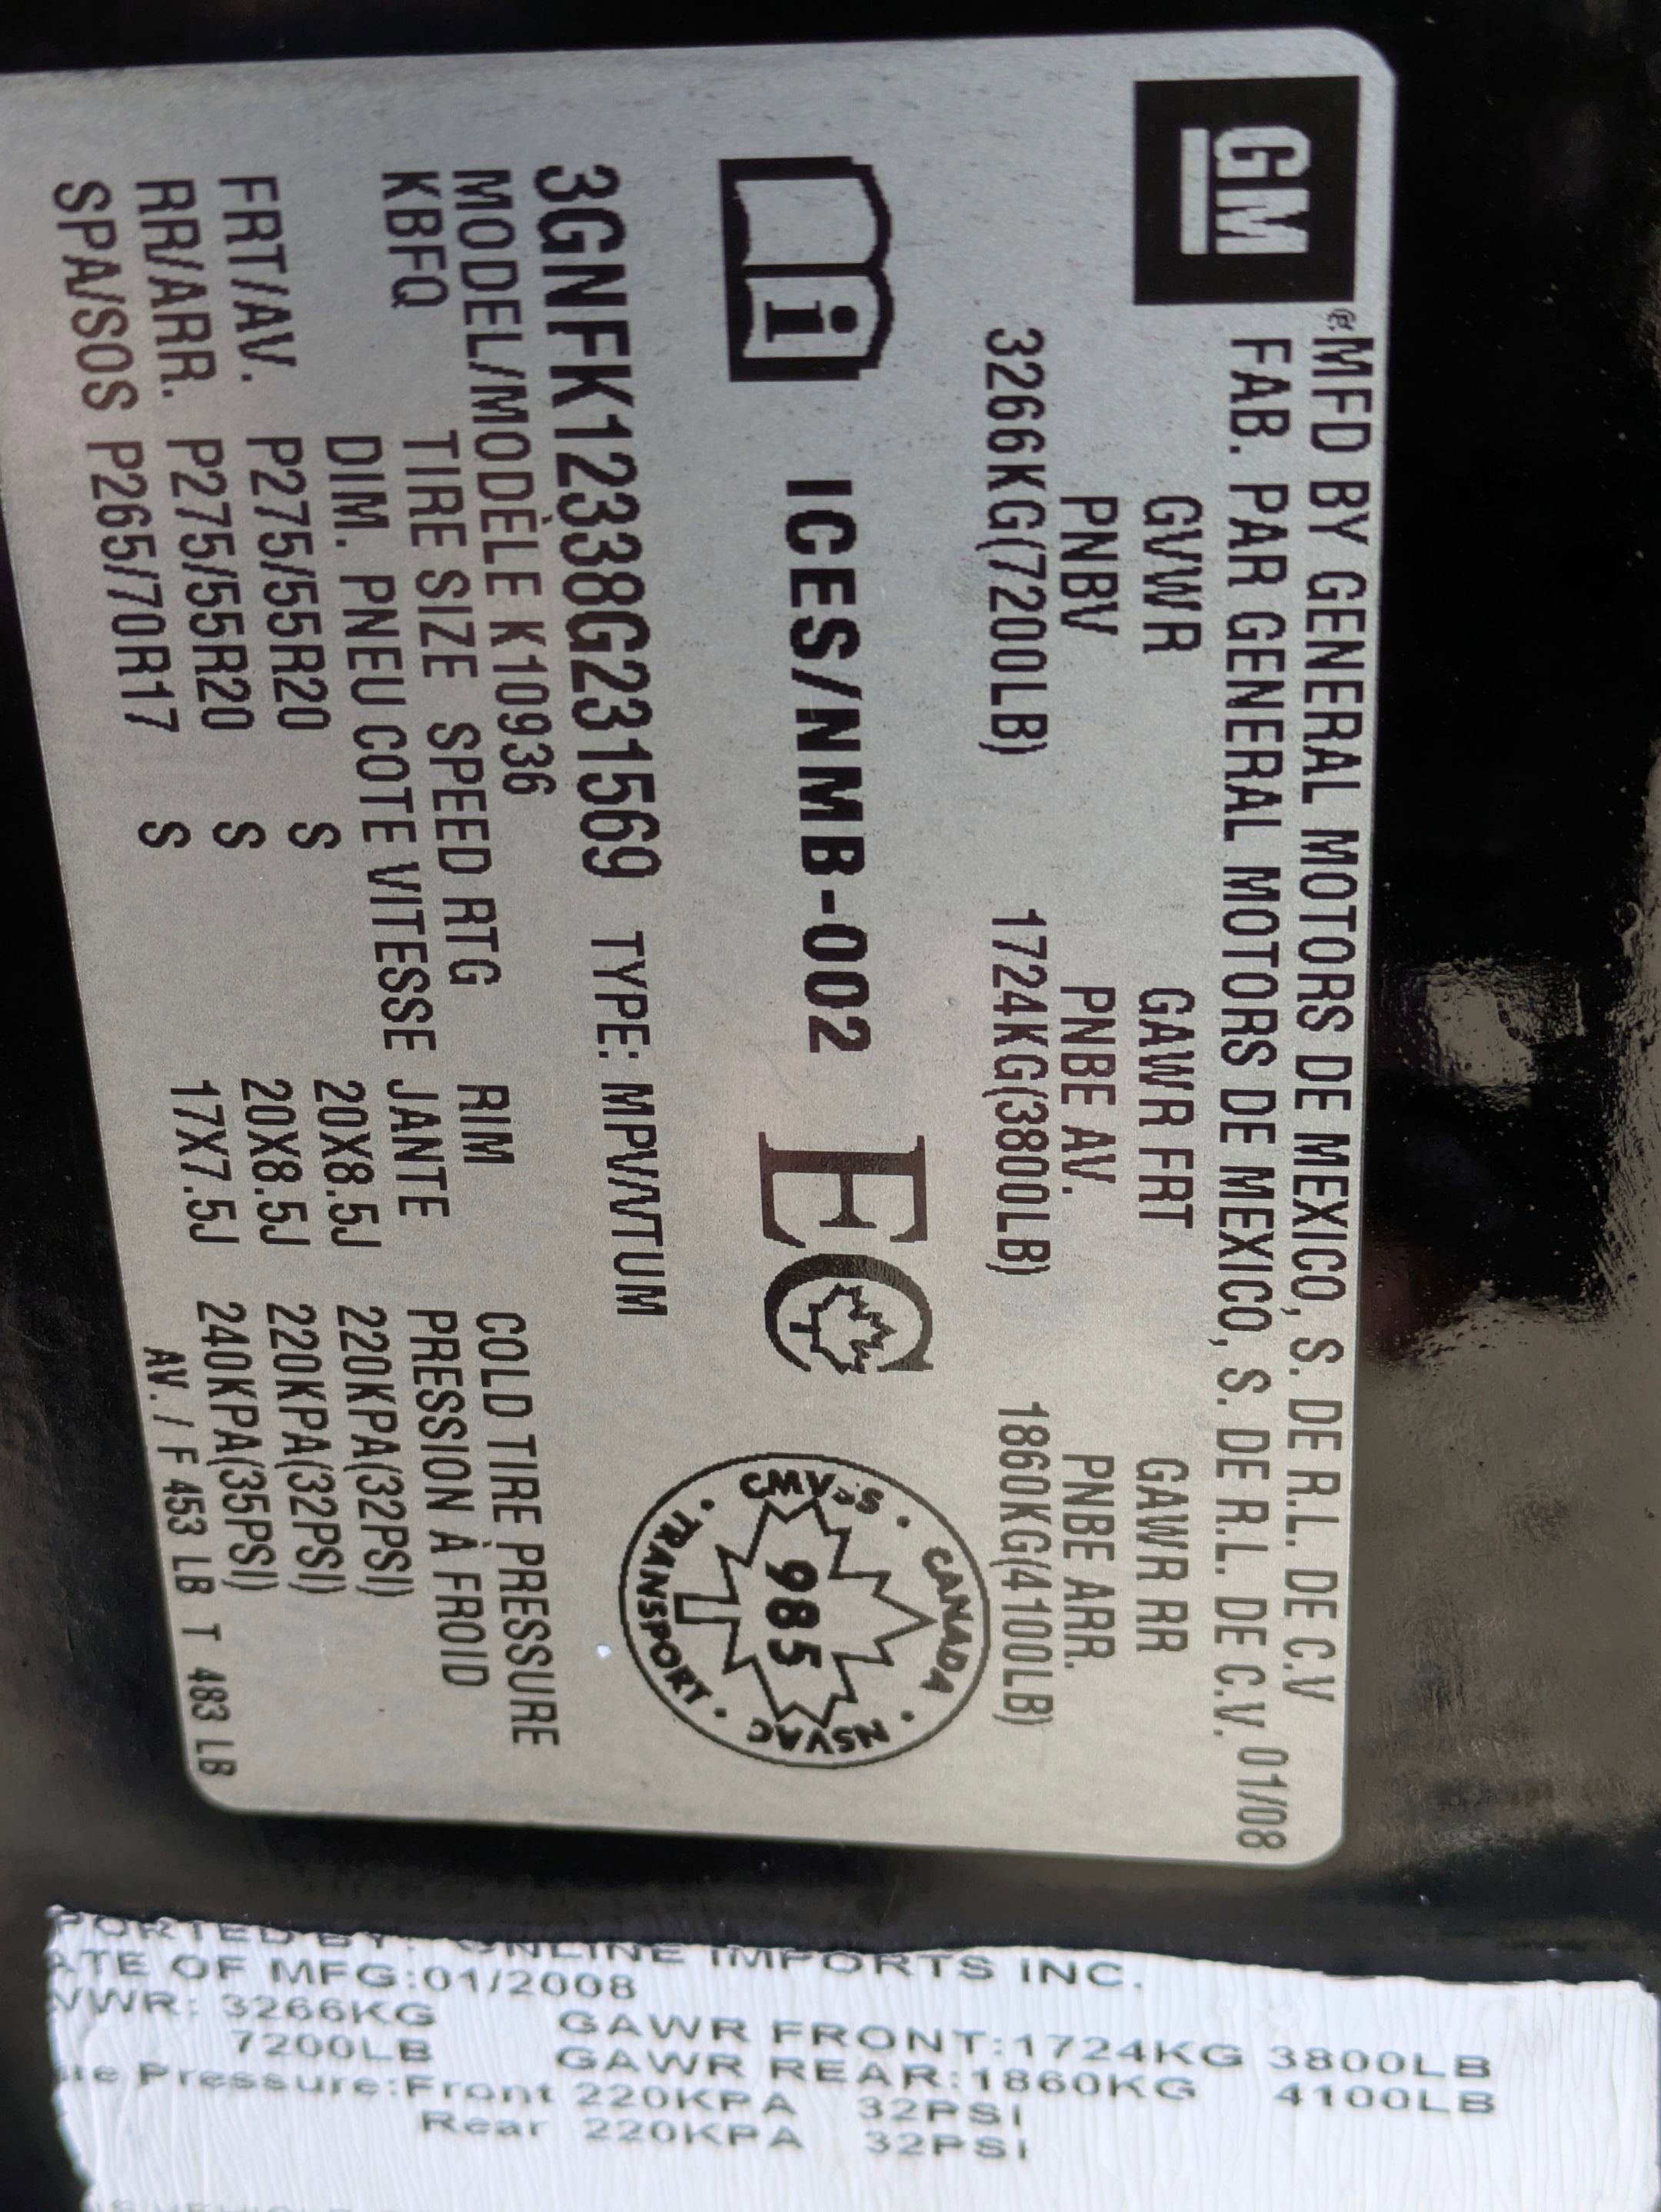 GM
MFD BY GENERAL MOTORS DE MEXICO, S. DE R.L. DE C.V
FAB. PAR GENERAL MOTORS DE MEXICO, S. DE R.L. DE C.V. 01/08
GVWR GAWR FRT GAWR RR
PNBV PNBE AV. PNBE ARR.
3266KG(7200LB) 1724KG(3800LB) 1860KG(4100LB)
i ICES/NMB-002 EC
CANADA · NSVAC · TRANSPORT · CMVSS ·
985
3GNFK12338G231569 TYPE: MPV/VTUM
MODEL/MODÈLE K10936
KBFQ TIRE SIZE SPEED RTG RIM COLD TIRE PRESSURE
DIM. PNEU COTE VITESSE JANTE PRESSION À FROID
FRT/AV. P275/55R20 S 20X8.5J 220KPA(32PSI)
RR/ARR. P275/55R20 S 20X8.5J 220KPA(32PSI)
SPA/SOS P265/70R17 S 17X7.5J 240KPA(35PSI)
AV. / F 453 LB T 483 LB
PORTED BY: ONLINE IMPORTS INC.
ATE OF MFG:01/2008
VWR: 3266KG GAWR FRONT:1724KG 3800LB
7200LB GAWR REAR:1860KG 4100LB
Pressure:Front 220KPA 32PSI
Rear 220KPA 32PSI